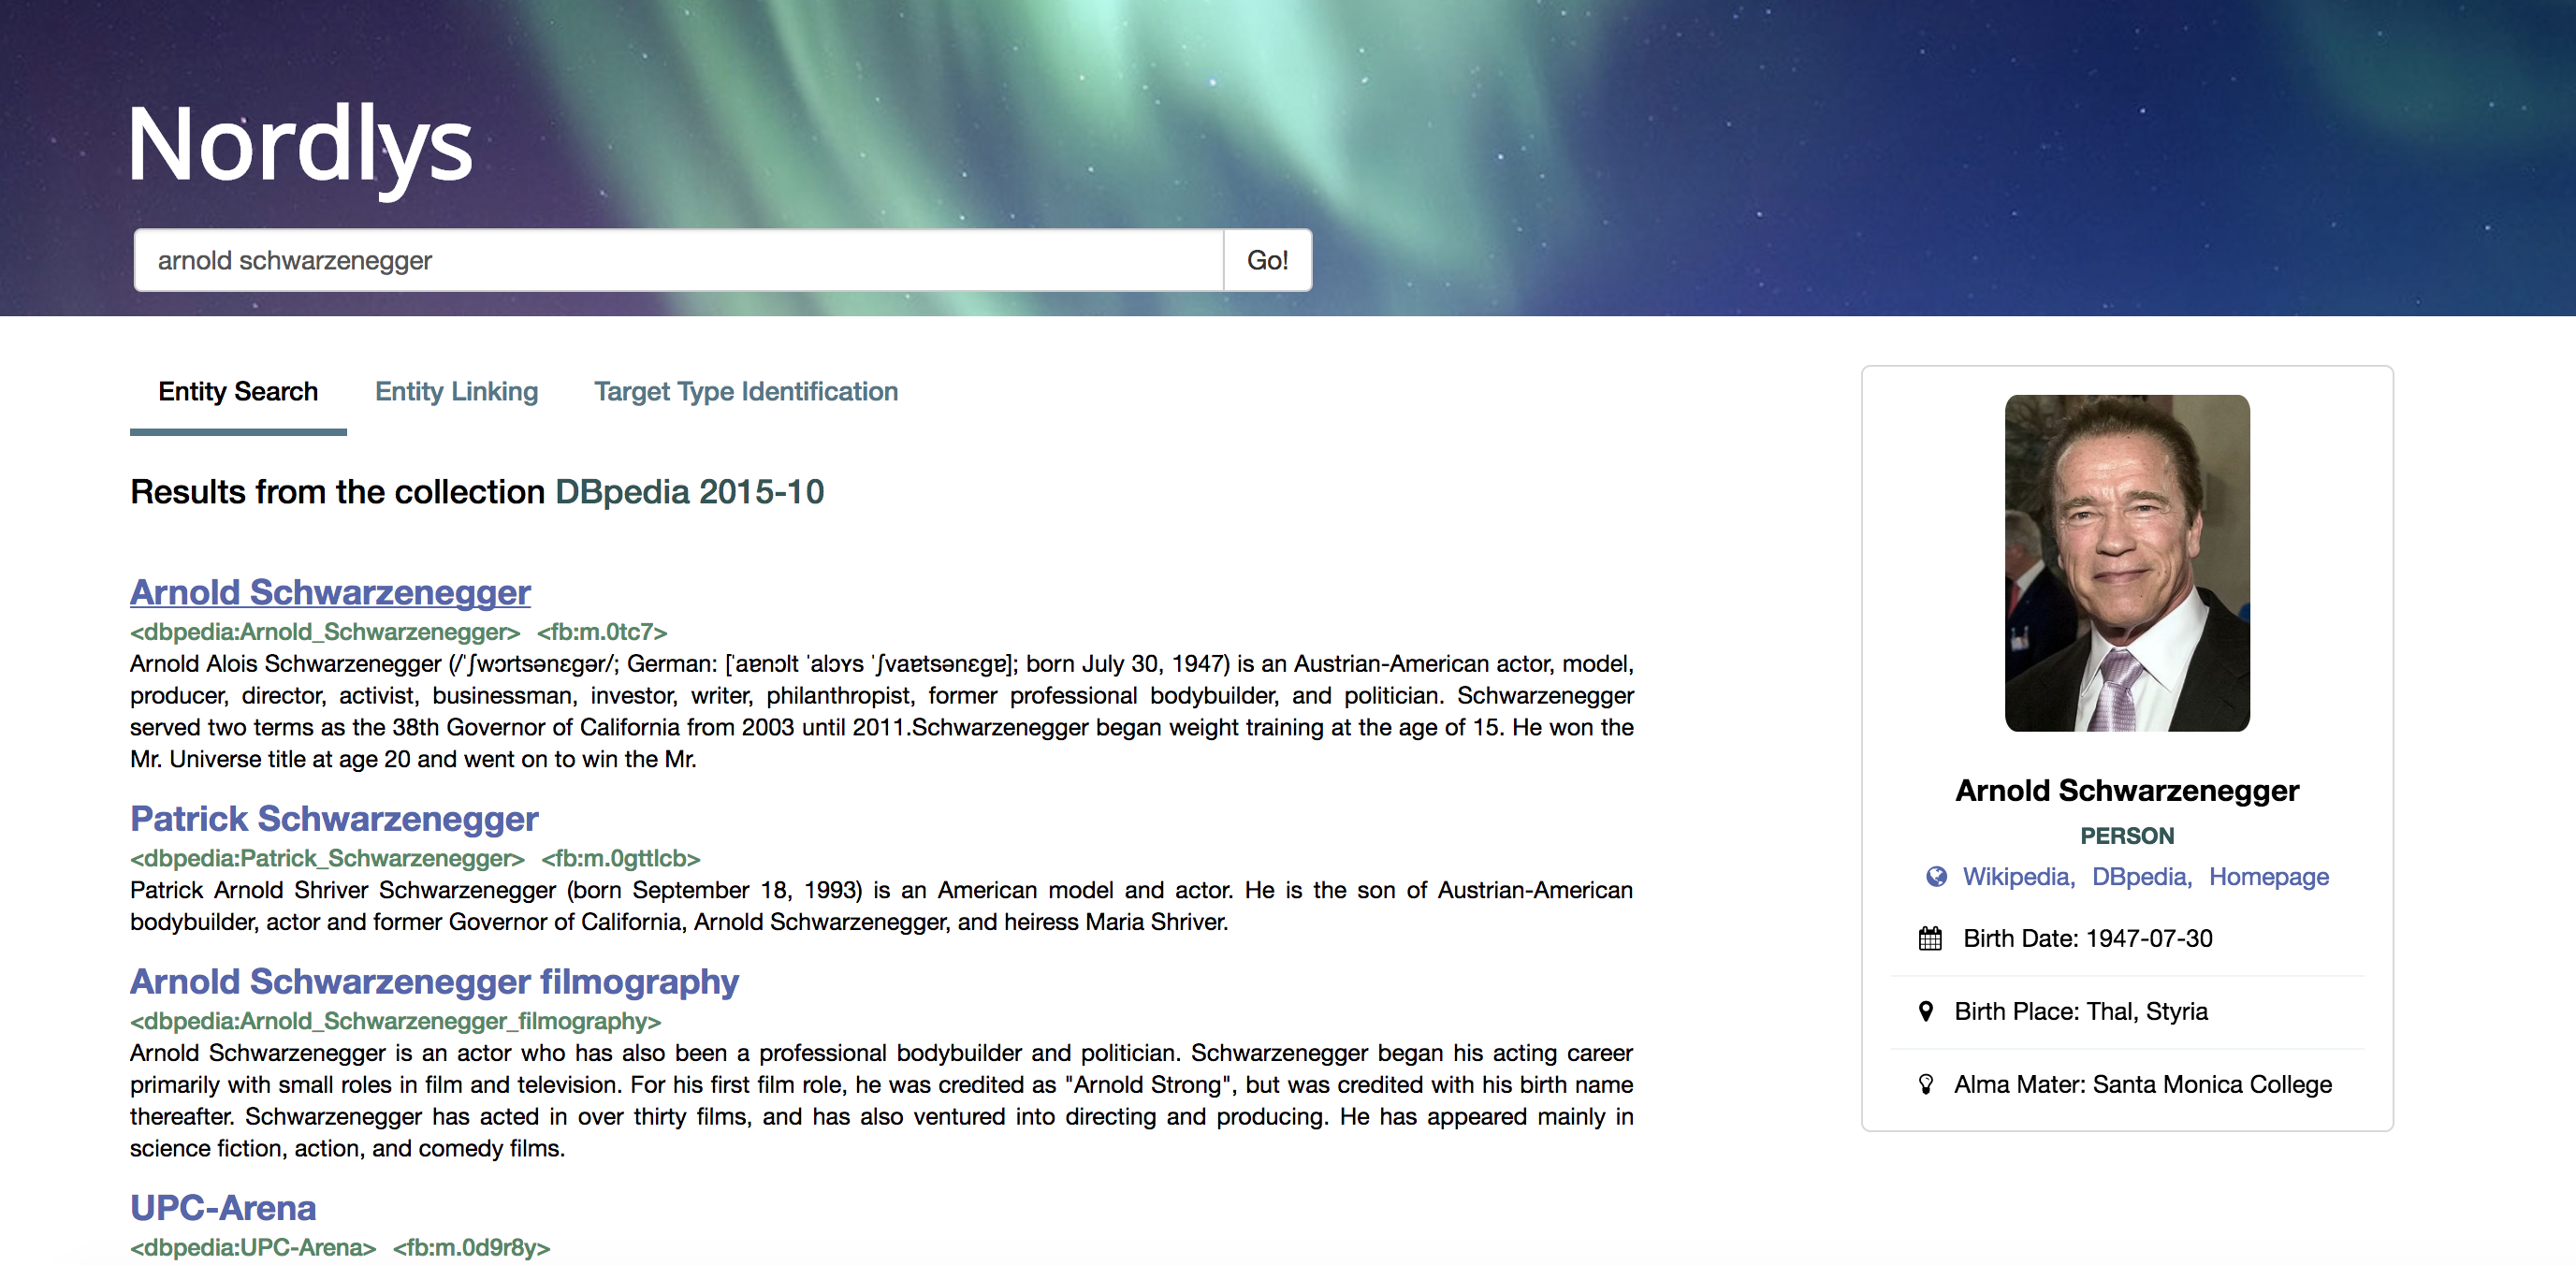 Nordlys
arnold schwarzenegger
Go!
Entity Search
Entity Linking
Target Type Identification
Results from the collection DBpedia 2015-10
Arnold Schwarzenegger
<dbpedia:Arnold_Schwarzenegger> <fb:m.0tc7>
Arnold Alois Schwarzenegger (/ˈʃwɔrtsənɛɡər/; German: [ˈaɐnɔlt ˈalɔʏs ˈʃvaɐtsənɛɡɐ]; born July 30, 1947) is an Austrian-American actor, model,
producer, director, activist, businessman, investor, writer, philanthropist, former professional bodybuilder, and politician. Schwarzenegger
served two terms as the 38th Governor of California from 2003 until 2011.Schwarzenegger began weight training at the age of 15. He won the
Mr. Universe title at age 20 and went on to win the Mr.
Patrick Schwarzenegger
<dbpedia:Patrick_Schwarzenegger> <fb:m.0gttlcb>
Patrick Arnold Shriver Schwarzenegger (born September 18, 1993) is an American model and actor. He is the son of Austrian-American
bodybuilder, actor and former Governor of California, Arnold Schwarzenegger, and heiress Maria Shriver.
Arnold Schwarzenegger filmography
<dbpedia:Arnold_Schwarzenegger_filmography>
Arnold Schwarzenegger is an actor who has also been a professional bodybuilder and politician. Schwarzenegger began his acting career
primarily with small roles in film and television. For his first film role, he was credited as "Arnold Strong", but was credited with his birth name
thereafter. Schwarzenegger has acted in over thirty films, and has also ventured into directing and producing. He has appeared mainly in
science fiction, action, and comedy films.
UPC-Arena
<dbpedia:UPC-Arena> <fb:m.0d9r8y>
Arnold Schwarzenegger
PERSON
Wikipedia, DBpedia, Homepage
Birth Date: 1947-07-30
Birth Place: Thal, Styria
Alma Mater: Santa Monica College